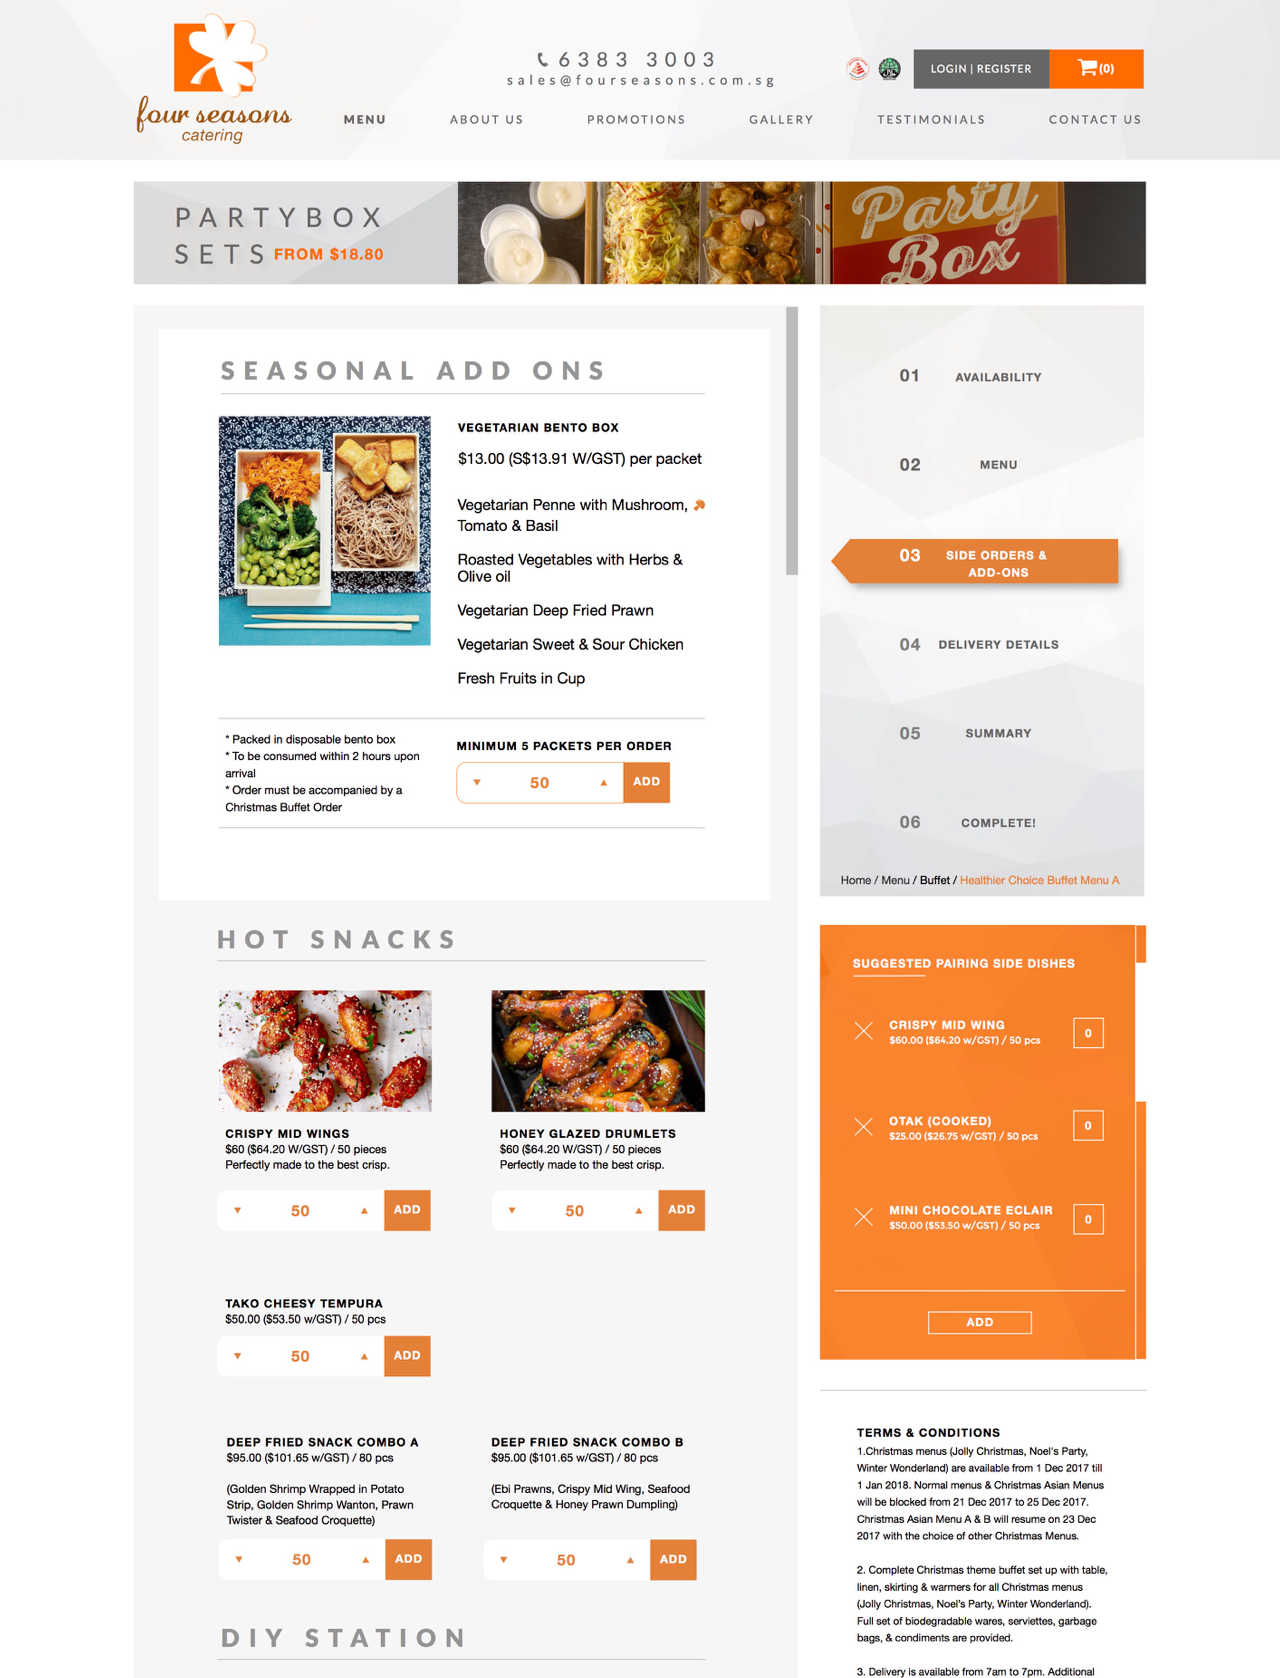 four seasons
catering
6383 3003
sales@fourseasons.com.sg
LOGIN | REGISTER
(0)
MENU
ABOUT US
PROMOTIONS
GALLERY
TESTIMONIALS
CONTACT US
PARTYBOX
SETS FROM $18.80
Party
Box
SEASONAL ADD ONS
VEGETARIAN BENTO BOX
$13.00 (S$13.91 W/GST) per packet
Vegetarian Penne with Mushroom,
Tomato & Basil
Roasted Vegetables with Herbs &
Olive oil
Vegetarian Deep Fried Prawn
Vegetarian Sweet & Sour Chicken
Fresh Fruits in Cup
* Packed in disposable bento box
* To be consumed within 2 hours upon
arrival
* Order must be accompanied by a
Christmas Buffet Order
MINIMUM 5 PACKETS PER ORDER
50
ADD
HOT SNACKS
CRISPY MID WINGS
$60 ($64.20 W/GST) / 50 pieces
Perfectly made to the best crisp.
50
ADD
HONEY GLAZED DRUMLETS
$60 ($64.20 W/GST) / 50 pieces
Perfectly made to the best crisp.
50
ADD
TAKO CHEESY TEMPURA
$50.00 ($53.50 w/GST) / 50 pcs
50
ADD
DEEP FRIED SNACK COMBO A
$95.00 ($101.65 w/GST) / 80 pcs
(Golden Shrimp Wrapped in Potato
Strip, Golden Shrimp Wanton, Prawn
Twister & Seafood Croquette)
50
ADD
DEEP FRIED SNACK COMBO B
$95.00 ($101.65 w/GST) / 80 pcs
(Ebi Prawns, Crispy Mid Wing, Seafood
Croquette & Honey Prawn Dumpling)
50
ADD
DIY STATION
01 AVAILABILITY
02 MENU
03 SIDE ORDERS &
ADD-ONS
04 DELIVERY DETAILS
05 SUMMARY
06 COMPLETE!
Home / Menu / Buffet / Healthier Choice Buffet Menu A
SUGGESTED PAIRING SIDE DISHES
CRISPY MID WING
$60.00 ($64.20 w/GST) / 50 pcs
0
OTAK (COOKED)
$25.00 ($26.75 w/GST) / 50 pcs
0
MINI CHOCOLATE ECLAIR
$50.00 ($53.50 w/GST) / 50 pcs
0
ADD
TERMS & CONDITIONS
1.Christmas menus (Jolly Christmas, Noel's Party,
Winter Wonderland) are available from 1 Dec 2017 till
1 Jan 2018. Normal menus & Christmas Asian Menus
will be blocked from 21 Dec 2017 to 25 Dec 2017.
Christmas Asian Menu A & B will resume on 23 Dec
2017 with the choice of other Christmas Menus.
2. Complete Christmas theme buffet set up with table,
linen, skirting & warmers for all Christmas menus
(Jolly Christmas, Noel's Party, Winter Wonderland).
Full set of biodegradable wares, serviettes, garbage
bags, & condiments are provided.
3. Delivery is available from 7am to 7pm. Additional